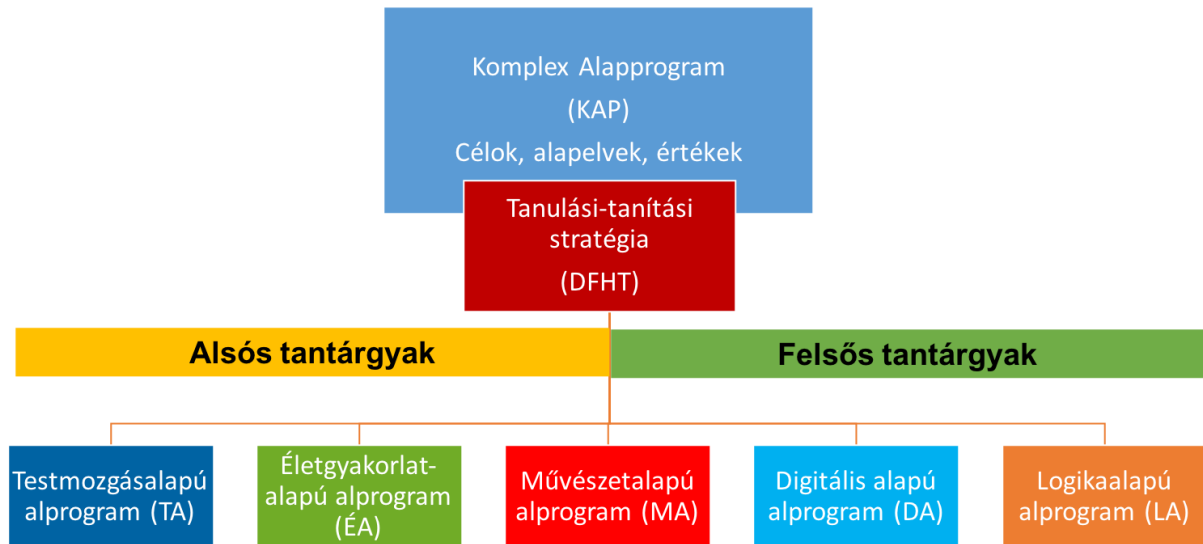 Komplex Alapprogram
(KAP)
Célok, alapelvek, értékek
Tanulási-tanítási
stratégia
(DFHT)
Alsós tantárgyak
Felsős tantárgyak
Testmozgásalapú
alprogram (TA)
Életgyakorlat-
alapú alprogram
(ÉA)
Művészetalapú
alprogram (MA)
Digitális alapú
alprogram (DA)
Logikaalapú
alprogram (LA)